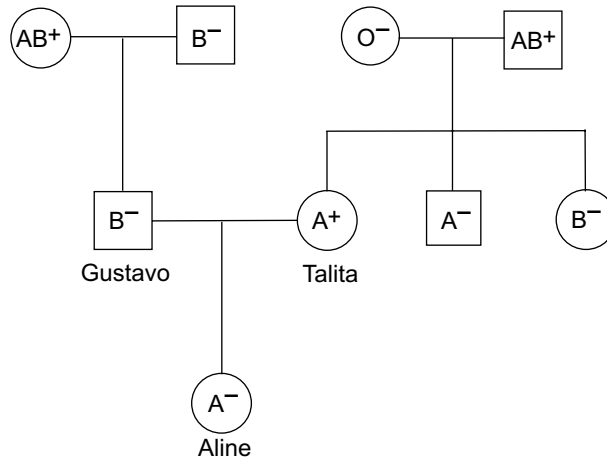 AB+ B− O− AB+
B− A+ A− B−
Gustavo Talita
A−
Aline